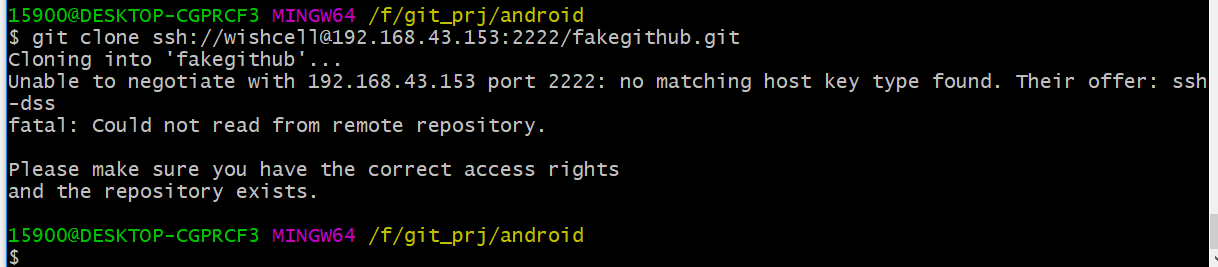 15900@DESKTOP-CGPRCF3 MINGW64 /f/git_prj/android
$ git clone ssh://wishcell@192.168.43.153:2222/fakegithub.git
Cloning into 'fakegithub'...
Unable to negotiate with 192.168.43.153 port 2222: no matching host key type found. Their offer: ssh
-dss
fatal: Could not read from remote repository.
Please make sure you have the correct access rights
and the repository exists.
15900@DESKTOP-CGPRCF3 MINGW64 /f/git_prj/android
$